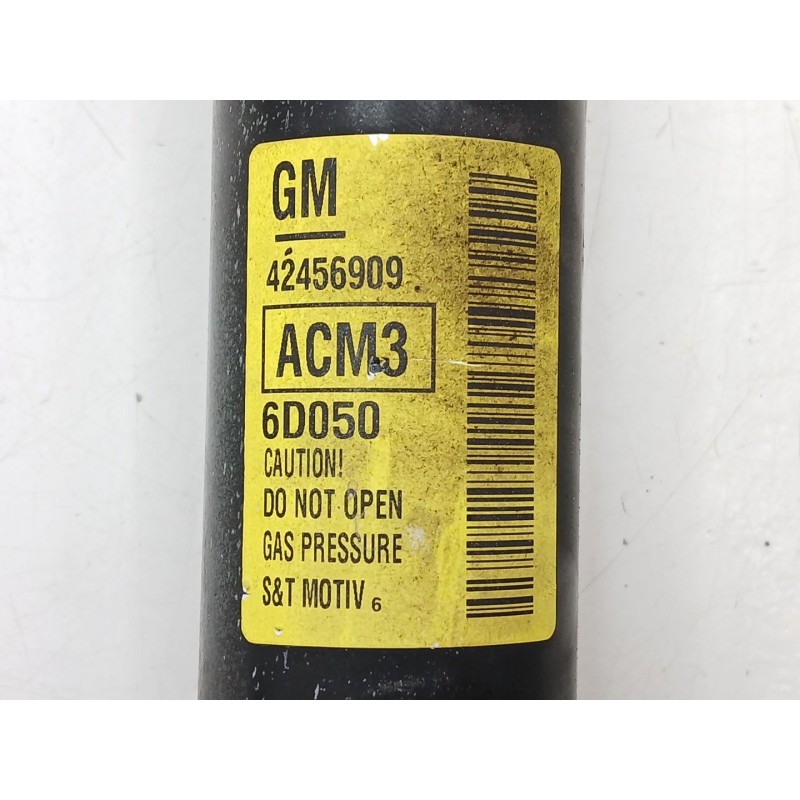 GM
42456909
ACM3
6D050
CAUTION!
DO NOT OPEN
GAS PRESSURE
S&T MOTIV 6